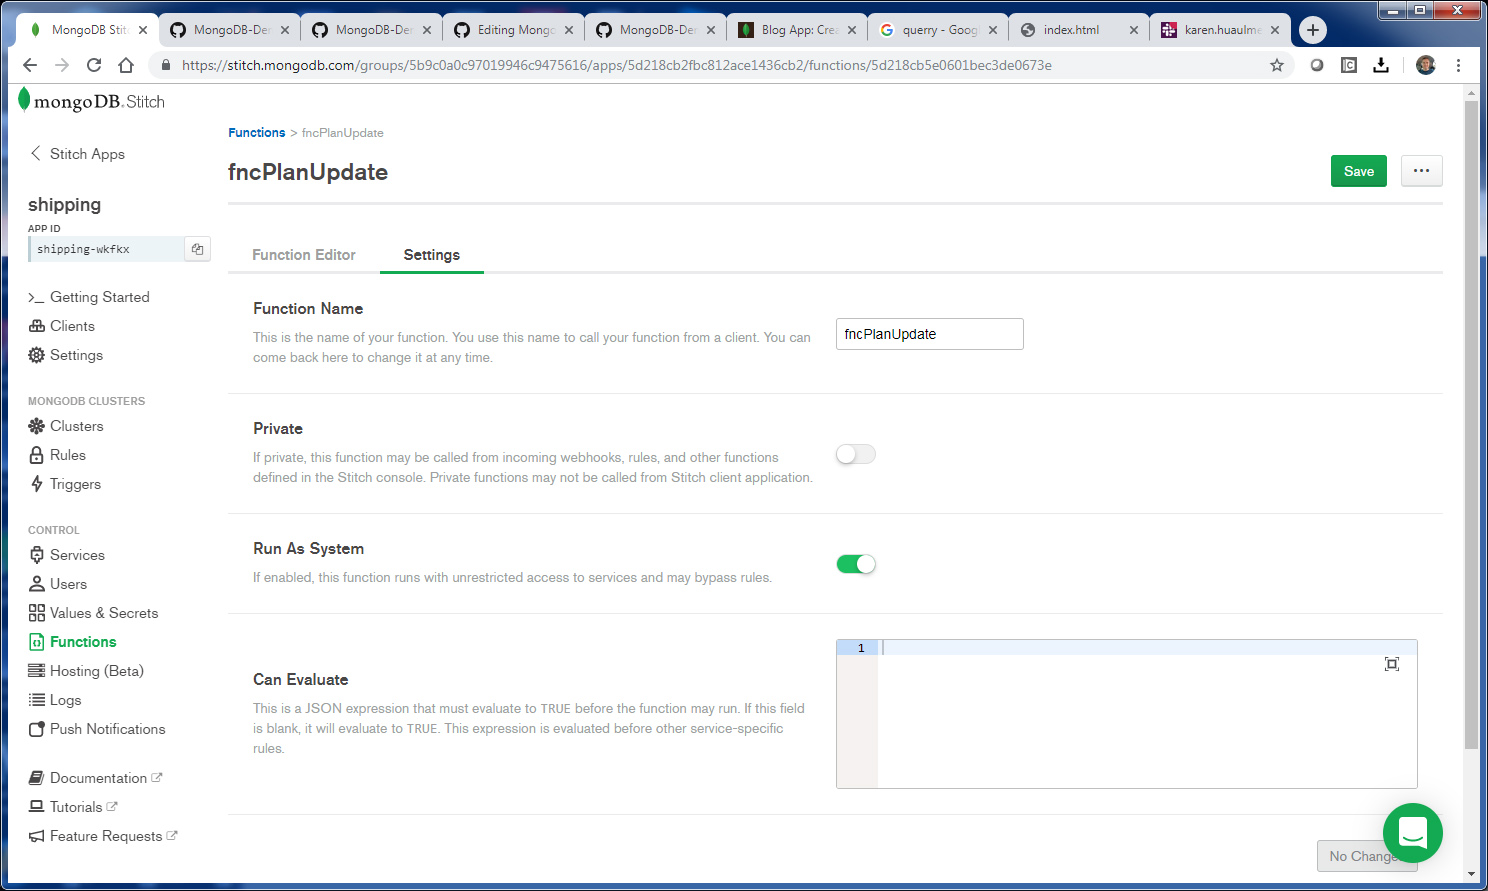 MongoDB Stit
MongoDB-Der
MongoDB-Der
Editing Mongo
MongoDB-Der
Blog App: Crea
querry - Goog
index.html
karen.huaulme
https://stitch.mongodb.com/groups/5b9c0a0c97019946c9475616/apps/5d218cb2fbc812ace1436cb2/functions/5d218cb5e0601bec3de0673e
mongoDB. Stitch
Functions > fncPlanUpdate
Stitch Apps
fncPlanUpdate
Save
...
shipping
APP ID
shipping-wkfkx
Function Editor
Settings
Getting Started
Clients
Settings
MONGODB CLUSTERS
Clusters
Rules
Triggers
CONTROL
Services
Users
Values & Secrets
Functions
Hosting (Beta)
Logs
Push Notifications
Documentation
Tutorials
Feature Requests
Function Name
This is the name of your function. You use this name to call your function from a client. You can
come back here to change it at any time.
fncPlanUpdate
Private
If private, this function may be called from incoming webhooks, rules, and other functions
defined in the Stitch console. Private functions may not be called from Stitch client application.
Run As System
If enabled, this function runs with unrestricted access to services and may bypass rules.
Can Evaluate
This is a JSON expression that must evaluate to TRUE before the function may run. If this field
is blank, it will evaluate to TRUE. This expression is evaluated before other service-specific
rules.
1
No Change